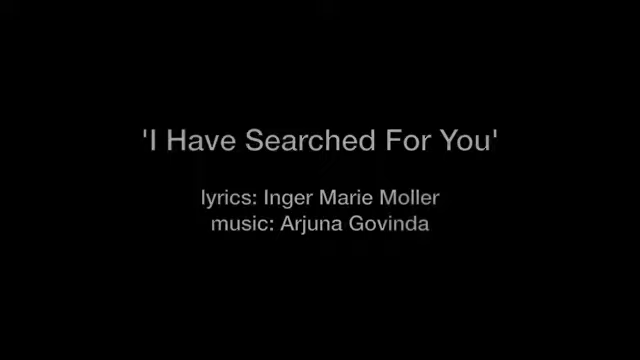 'I Have Searched For You'
lyrics: Inger Marie Moller
music: Arjuna Govinda